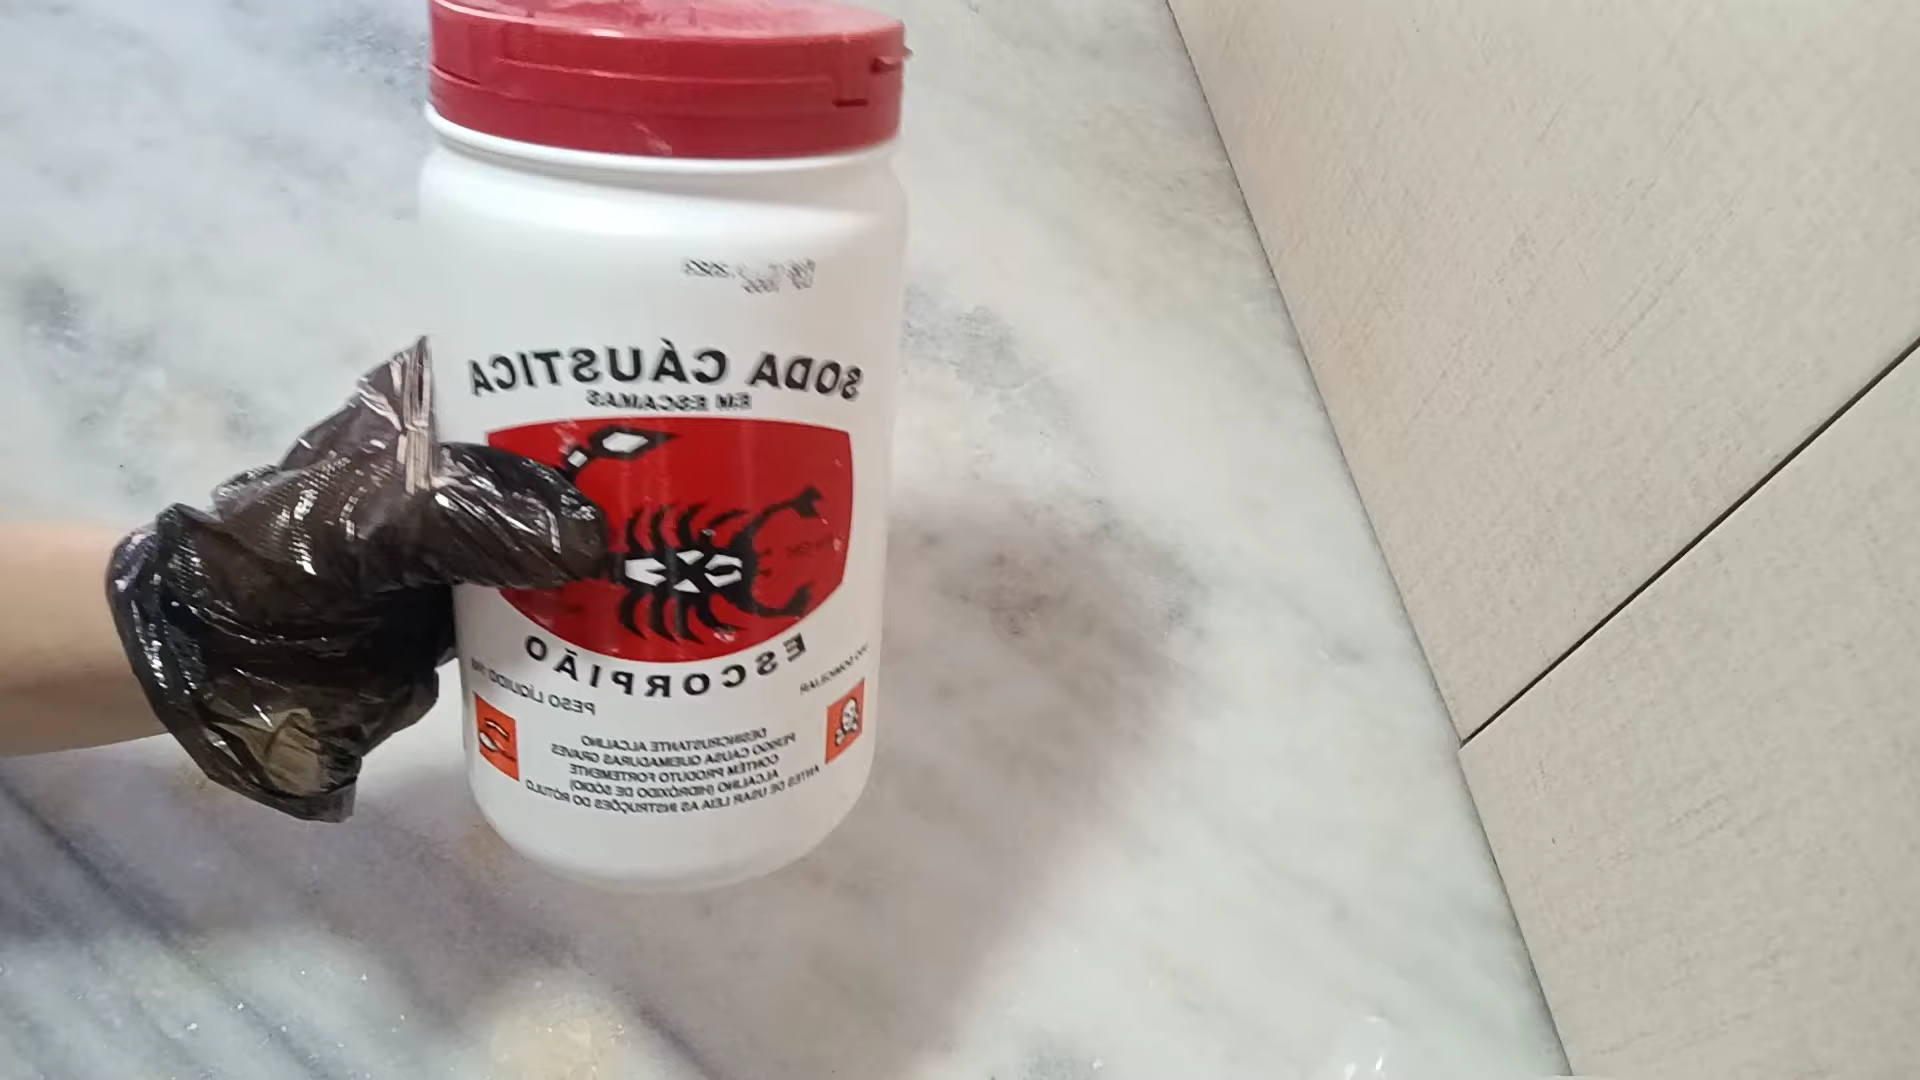 SODA CÁUSTICA
EM ESCAMAS
ESCORPIÃO
PESO LÍQUIDO
USO DOMICILIAR
DESINCRUSTANTE ALCALINO
PERIGO CAUSA QUEIMADURAS GRAVES
CONTÉM PRODUTO FORTEMENTE
ALCALINO (HIDRÓXIDO DE SÓDIO)
ANTES DE USAR LEIA AS INSTRUÇÕES DO RÓTULO